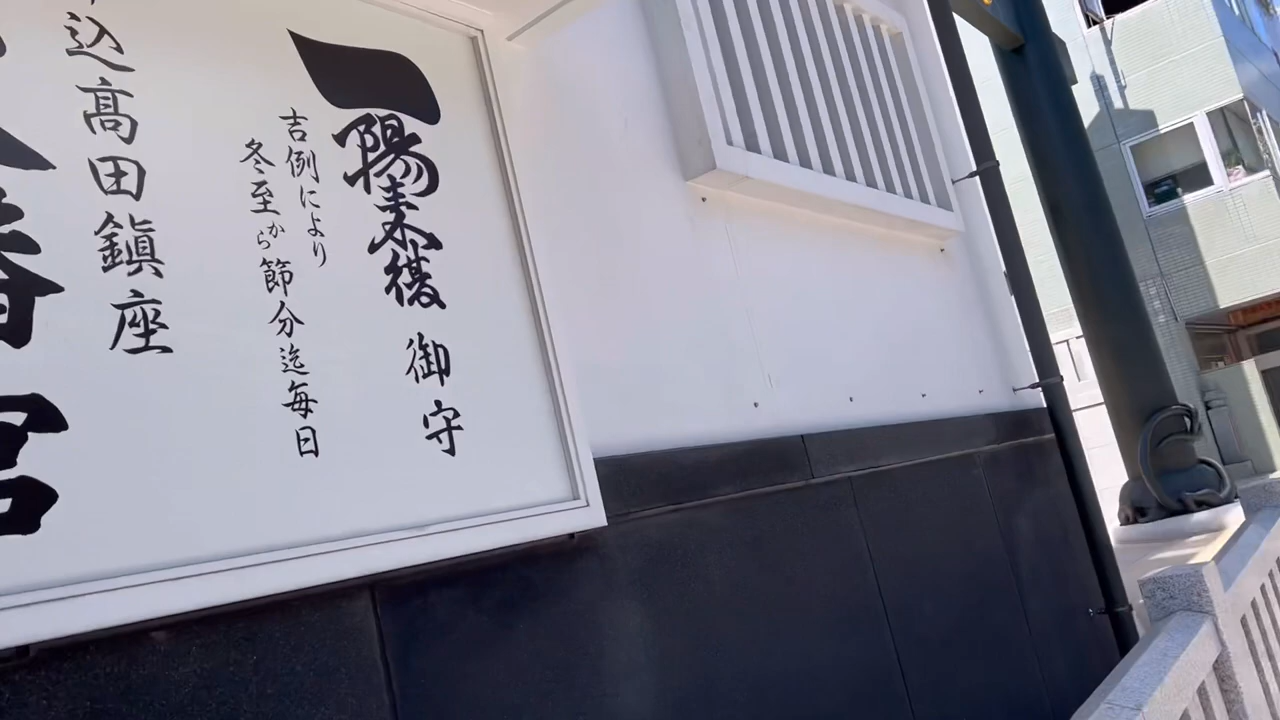 一陽来復 御守
吉例により
冬至から節分迄毎日
込高田鎮座